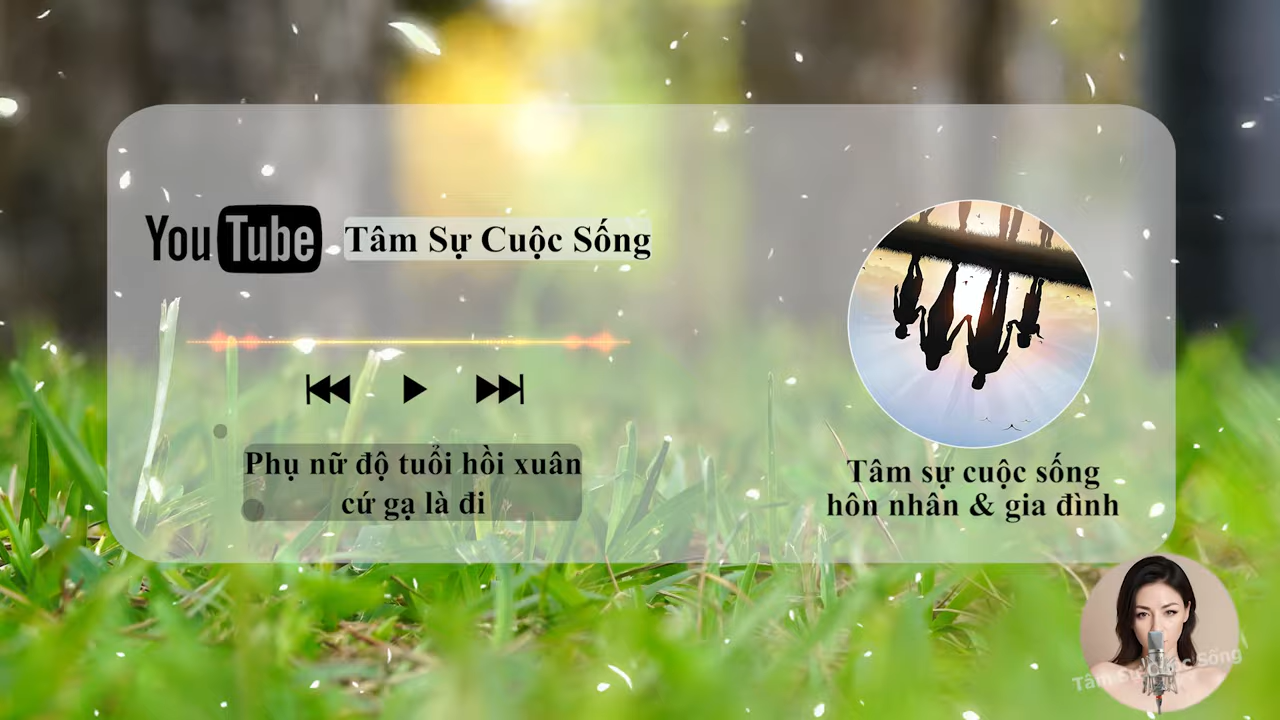 YouTube Tâm Sự Cuộc Sống
Phụ nữ độ tuổi hồi xuân
cứ gạ là đi
Tâm sự cuộc sống
hôn nhân & gia đình
Tâm Sự Cuộc Sống